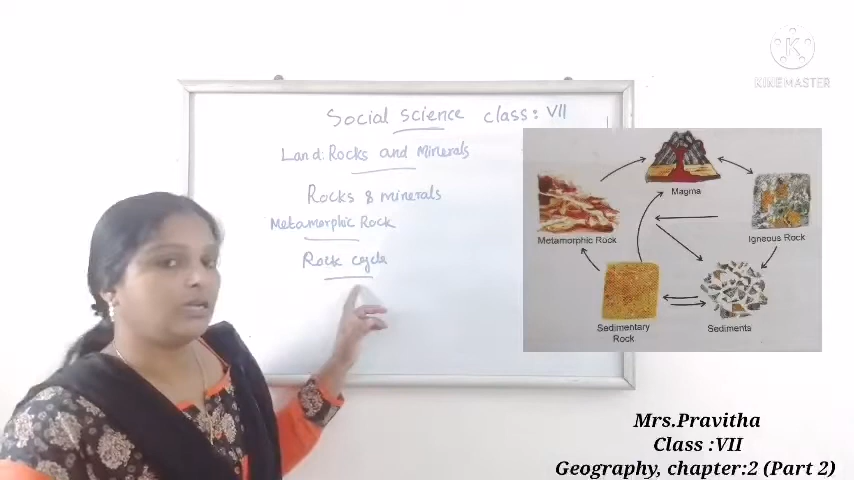 KINEMASTER
Social science class: VII
Land: Rocks and Minerals
Rocks & minerals
Metamorphic Rock
Rock cycle
Magma
Metamorphic Rock
Igneous Rock
Sedimentary
Rock
Sediments
Mrs.Pravitha
Class :VII
Geography, chapter:2 (Part 2)